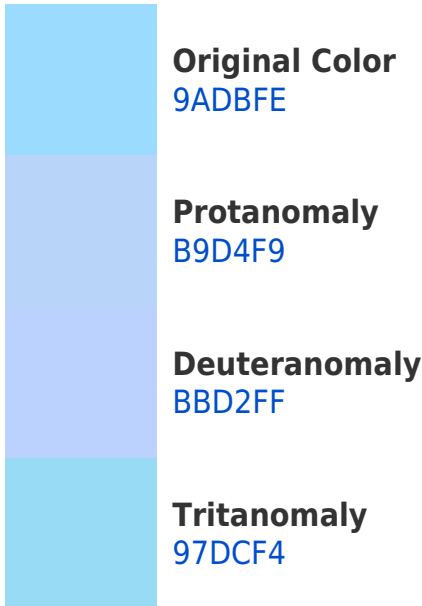 Original Color
9ADBFE
Protanomaly
B9D4F9
Deuteranomaly
BBD2FF
Tritanomaly
97DCF4